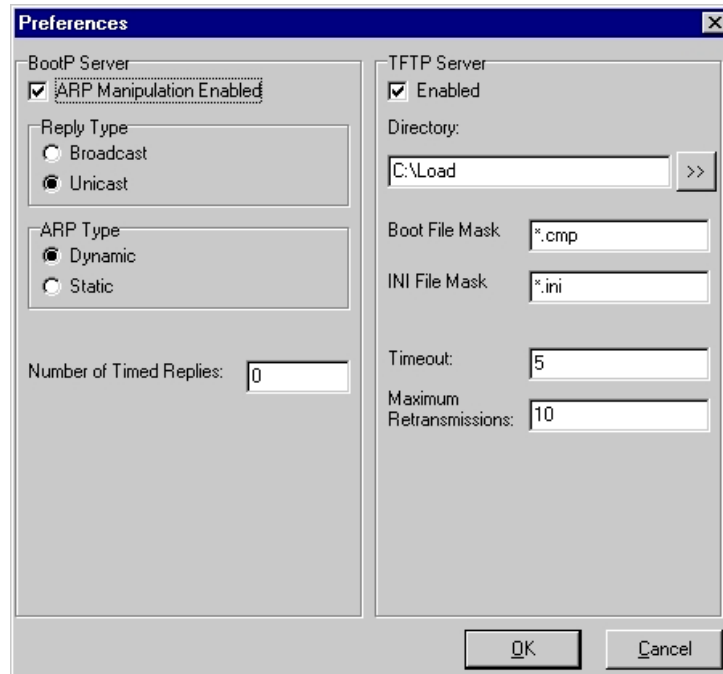 Preferences
BootP Server
ARP Manipulation Enabled
Reply Type
Broadcast
Unicast
ARP Type
Dynamic
Static
Number of Timed Replies: 0
TFTP Server
Enabled
Directory:
C:\Load >>
Boot File Mask *.cmp
INI File Mask *.ini
Timeout: 5
Maximum
Retransmissions: 10
OK Cancel